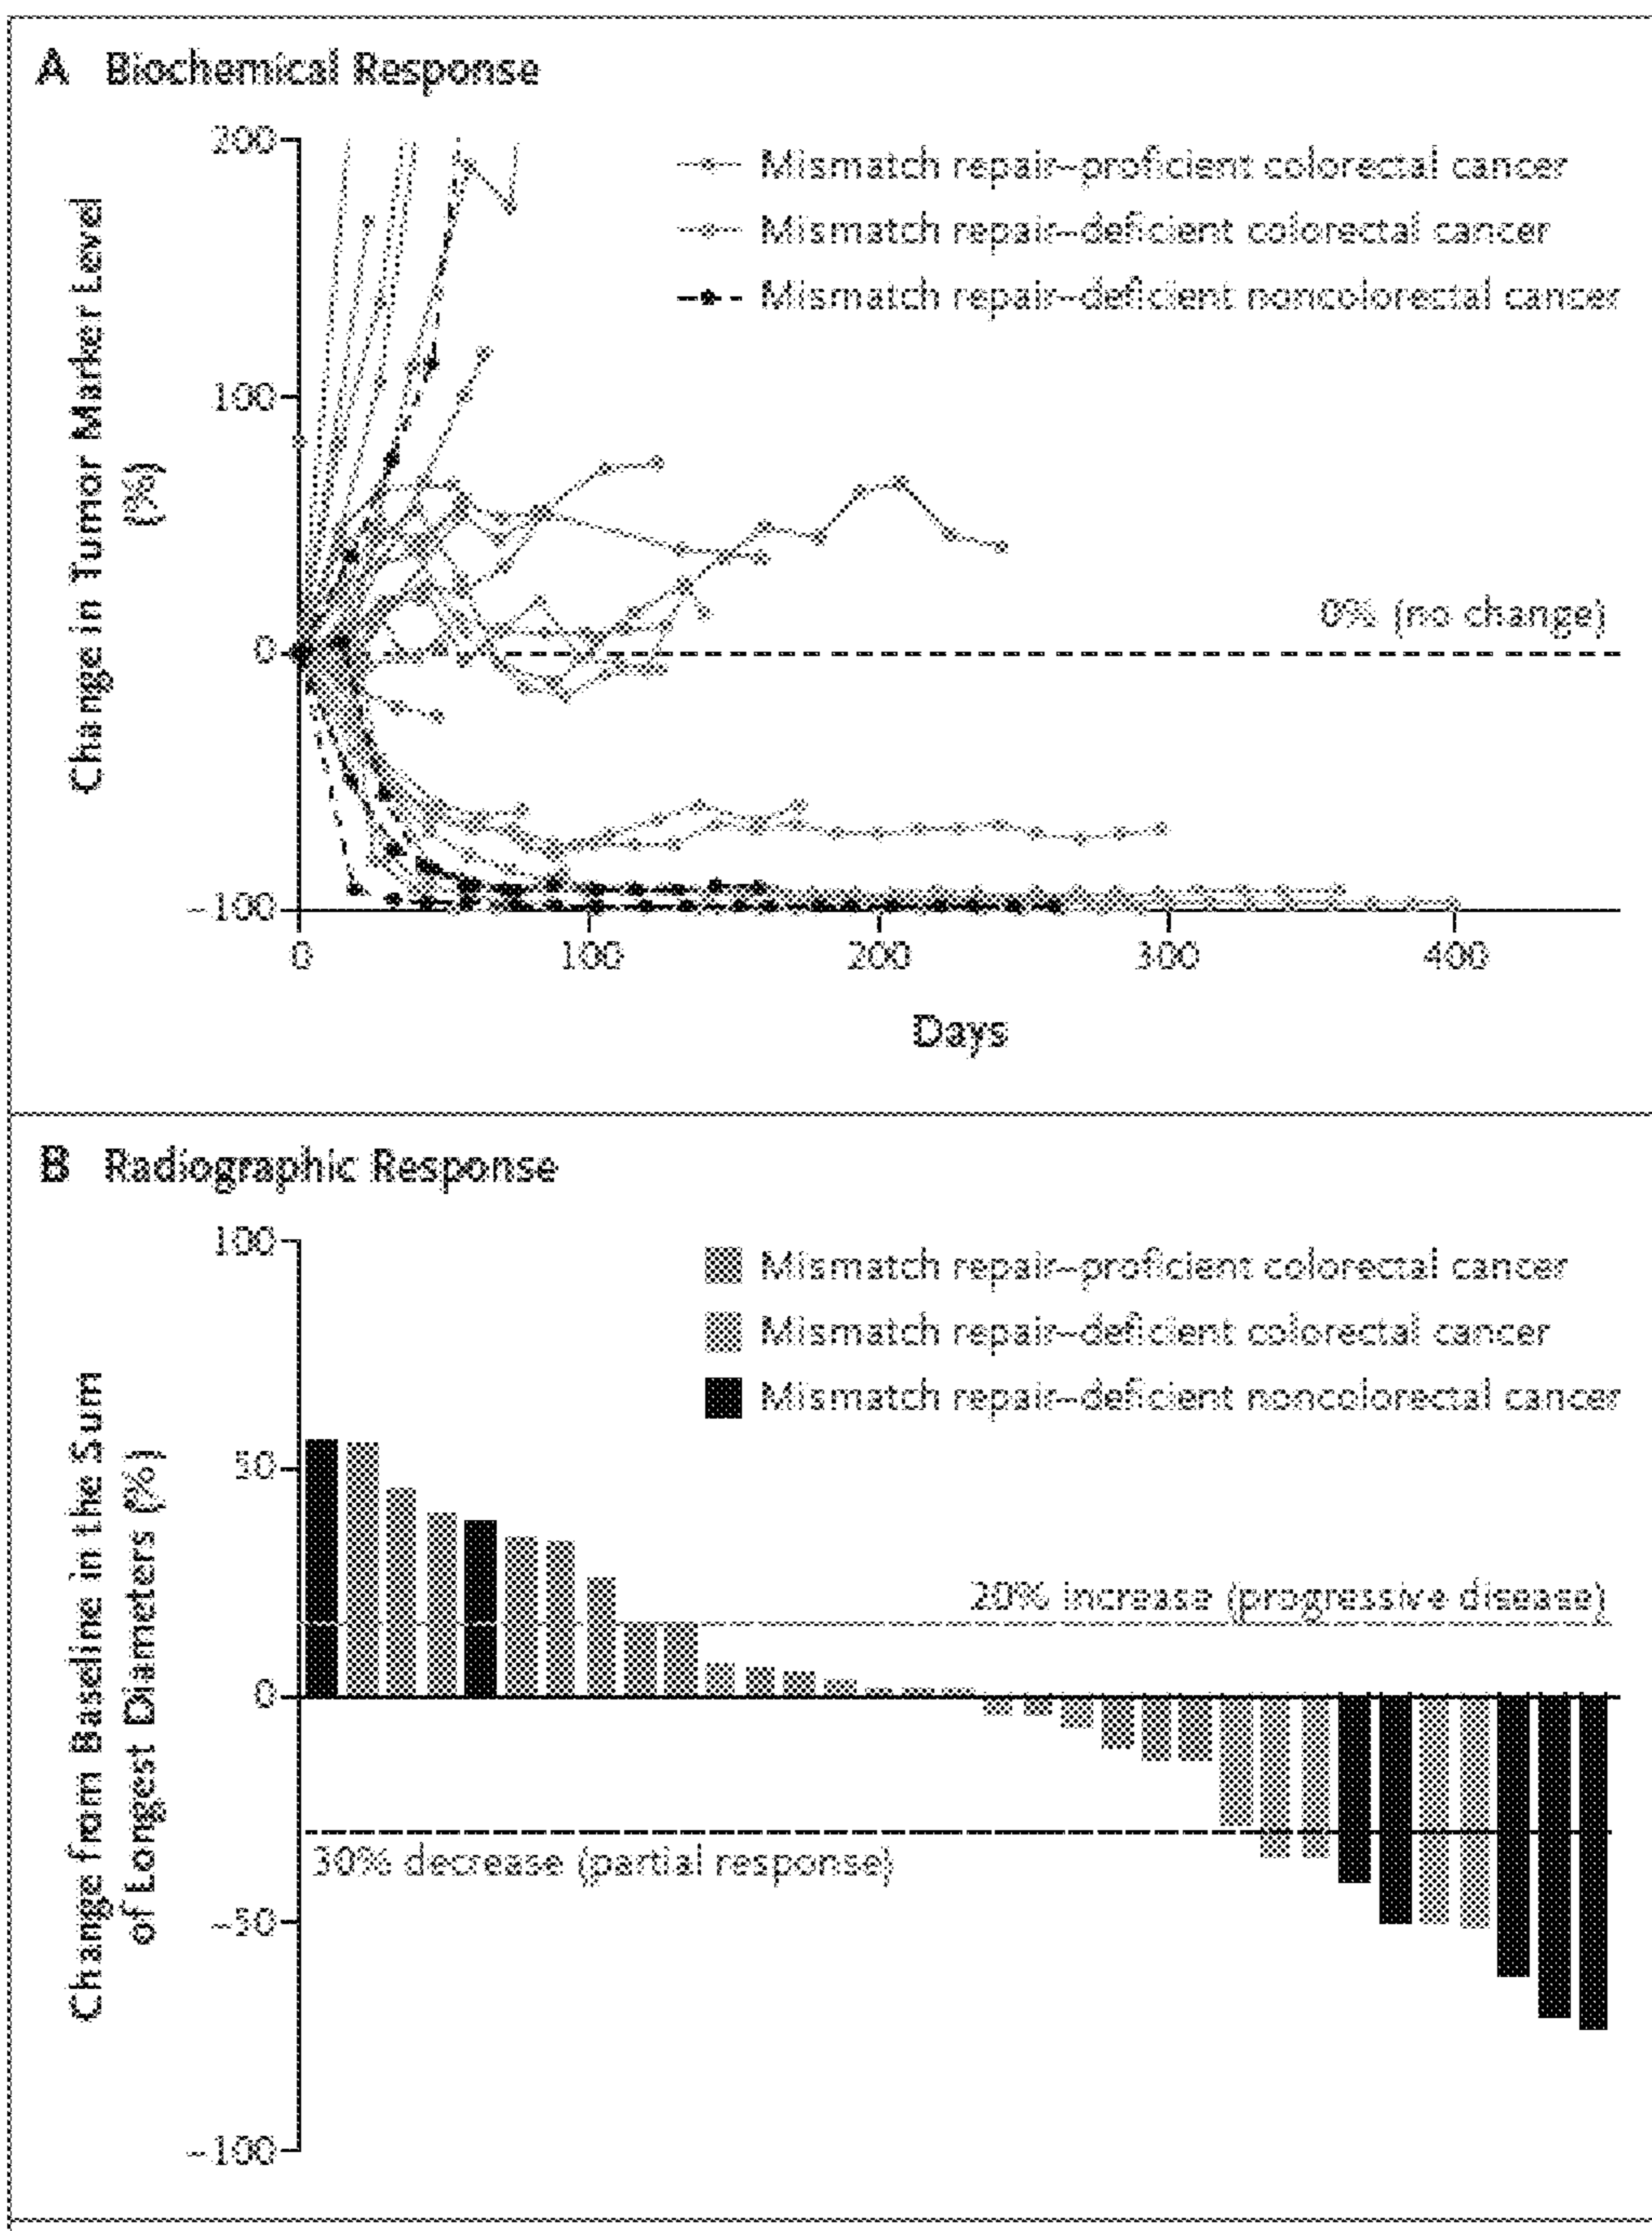 A Biochemical Response
200
100
0
-100
Change in Tumor Marker Level
(%)
Mismatch repair–proficient colorectal cancer
Mismatch repair–deficient colorectal cancer
Mismatch repair–deficient noncolorectal cancer
0% (no change)
0 100 200 300 400
Days
B Radiographic Response
100
50
0
-50
-100
Change from Baseline in the Sum
of Longest Diameters (%)
Mismatch repair–proficient colorectal cancer
Mismatch repair–deficient colorectal cancer
Mismatch repair–deficient noncolorectal cancer
20% increase (progressive disease)
30% decrease (partial response)